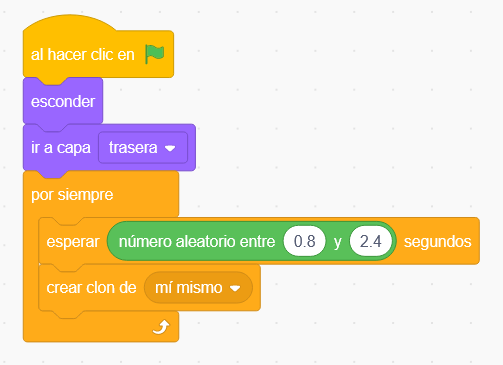 al hacer clic en
esconder
ir a capa trasera
por siempre
esperar número aleatorio entre 0.8 y 2.4 segundos
crear clon de mí mismo